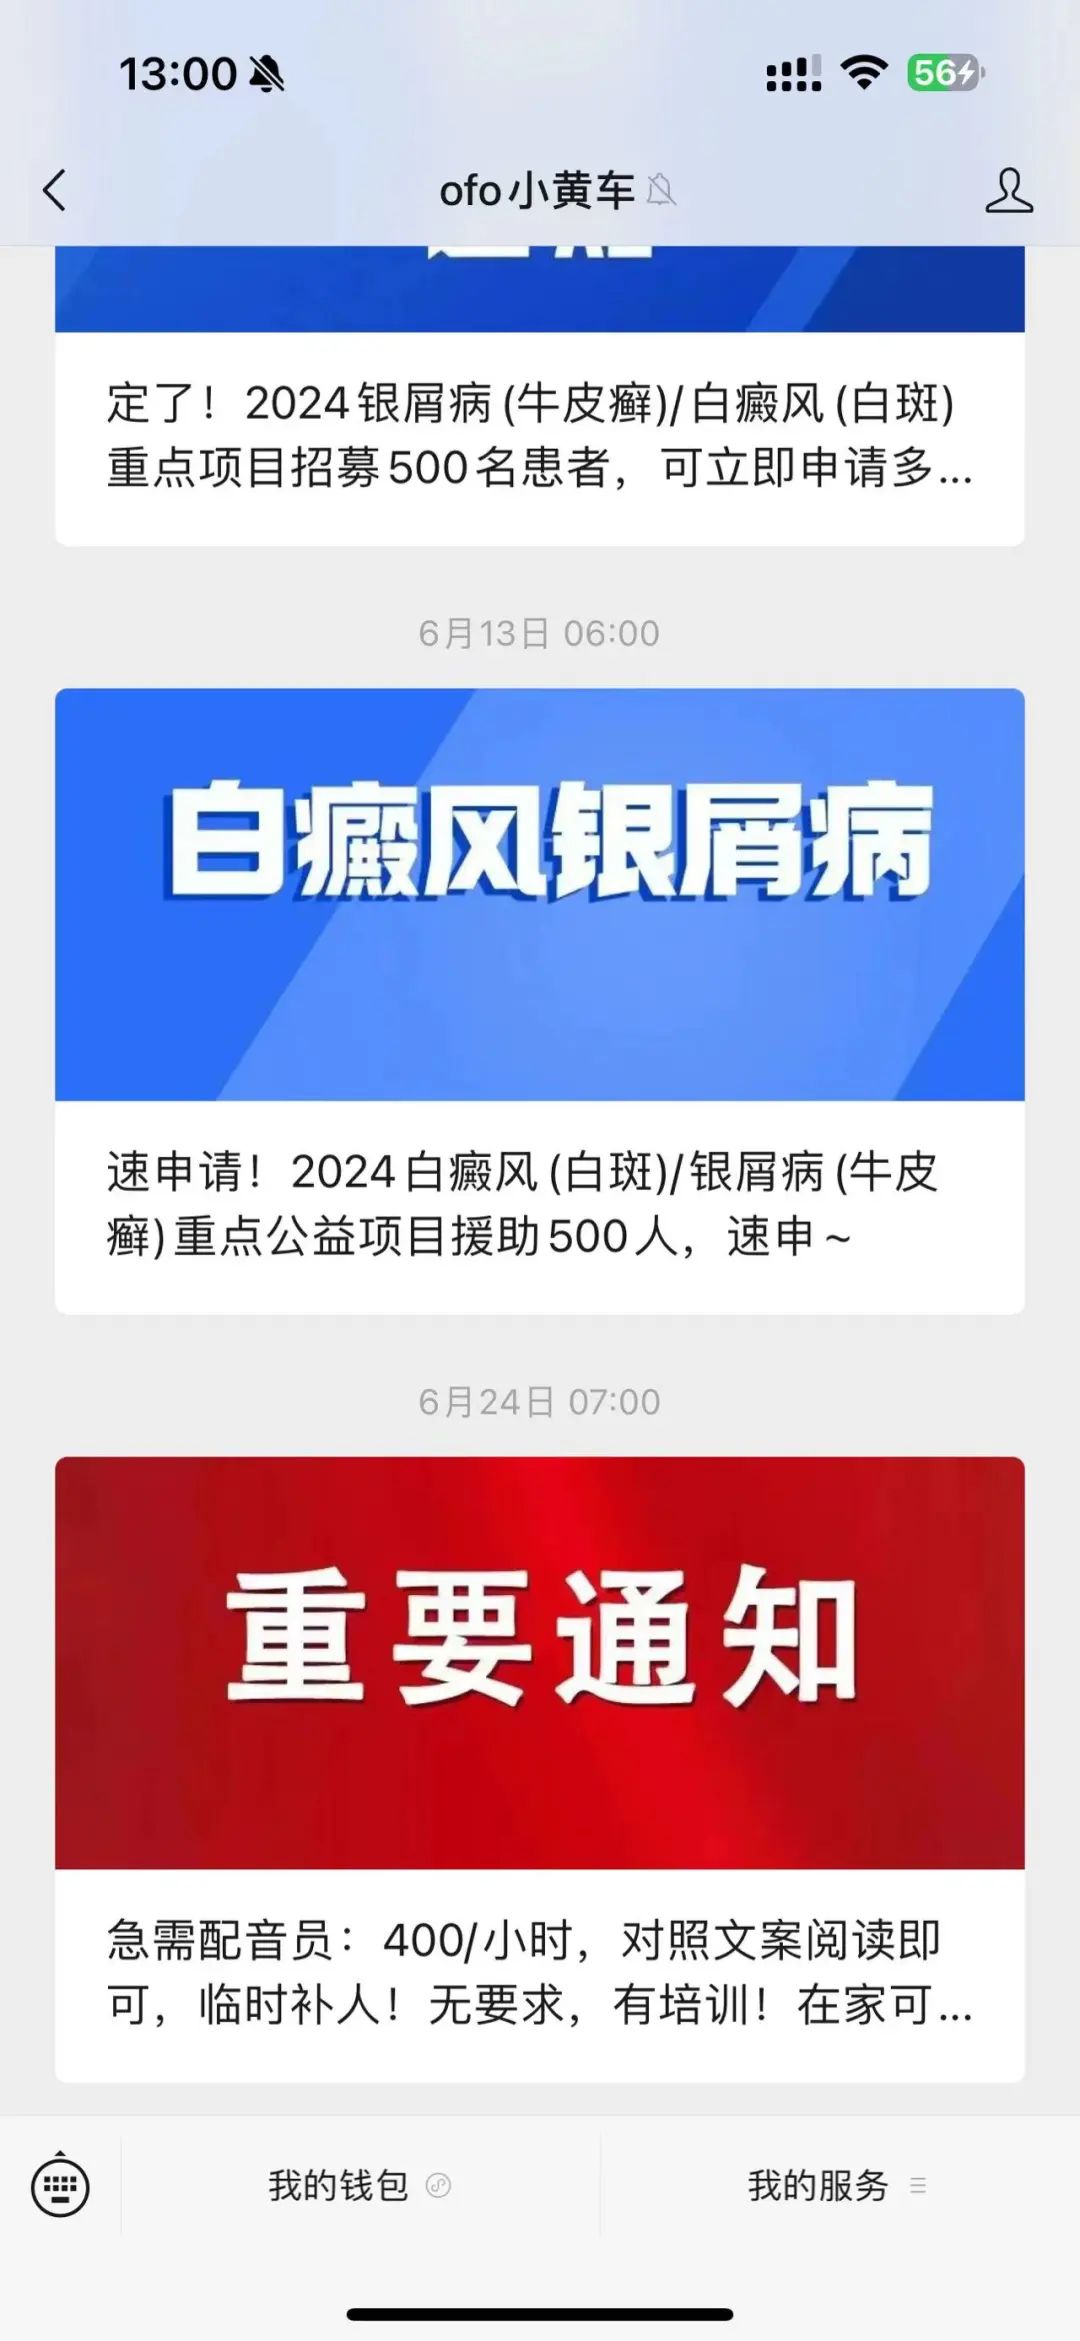 13:00
56
ofo小黄车
定了！2024银屑病(牛皮癣)/白癜风(白斑)
重点项目招募500名患者，可立即申请多...
6月13日 06:00
白癜风银屑病
速申请！2024白癜风(白斑)/银屑病(牛皮
癣)重点公益项目援助500人，速申~
6月24日 07:00
重要通知
急需配音员：400/小时，对照文案阅读即
可，临时补人！无要求，有培训！在家可...
我的钱包
我的服务